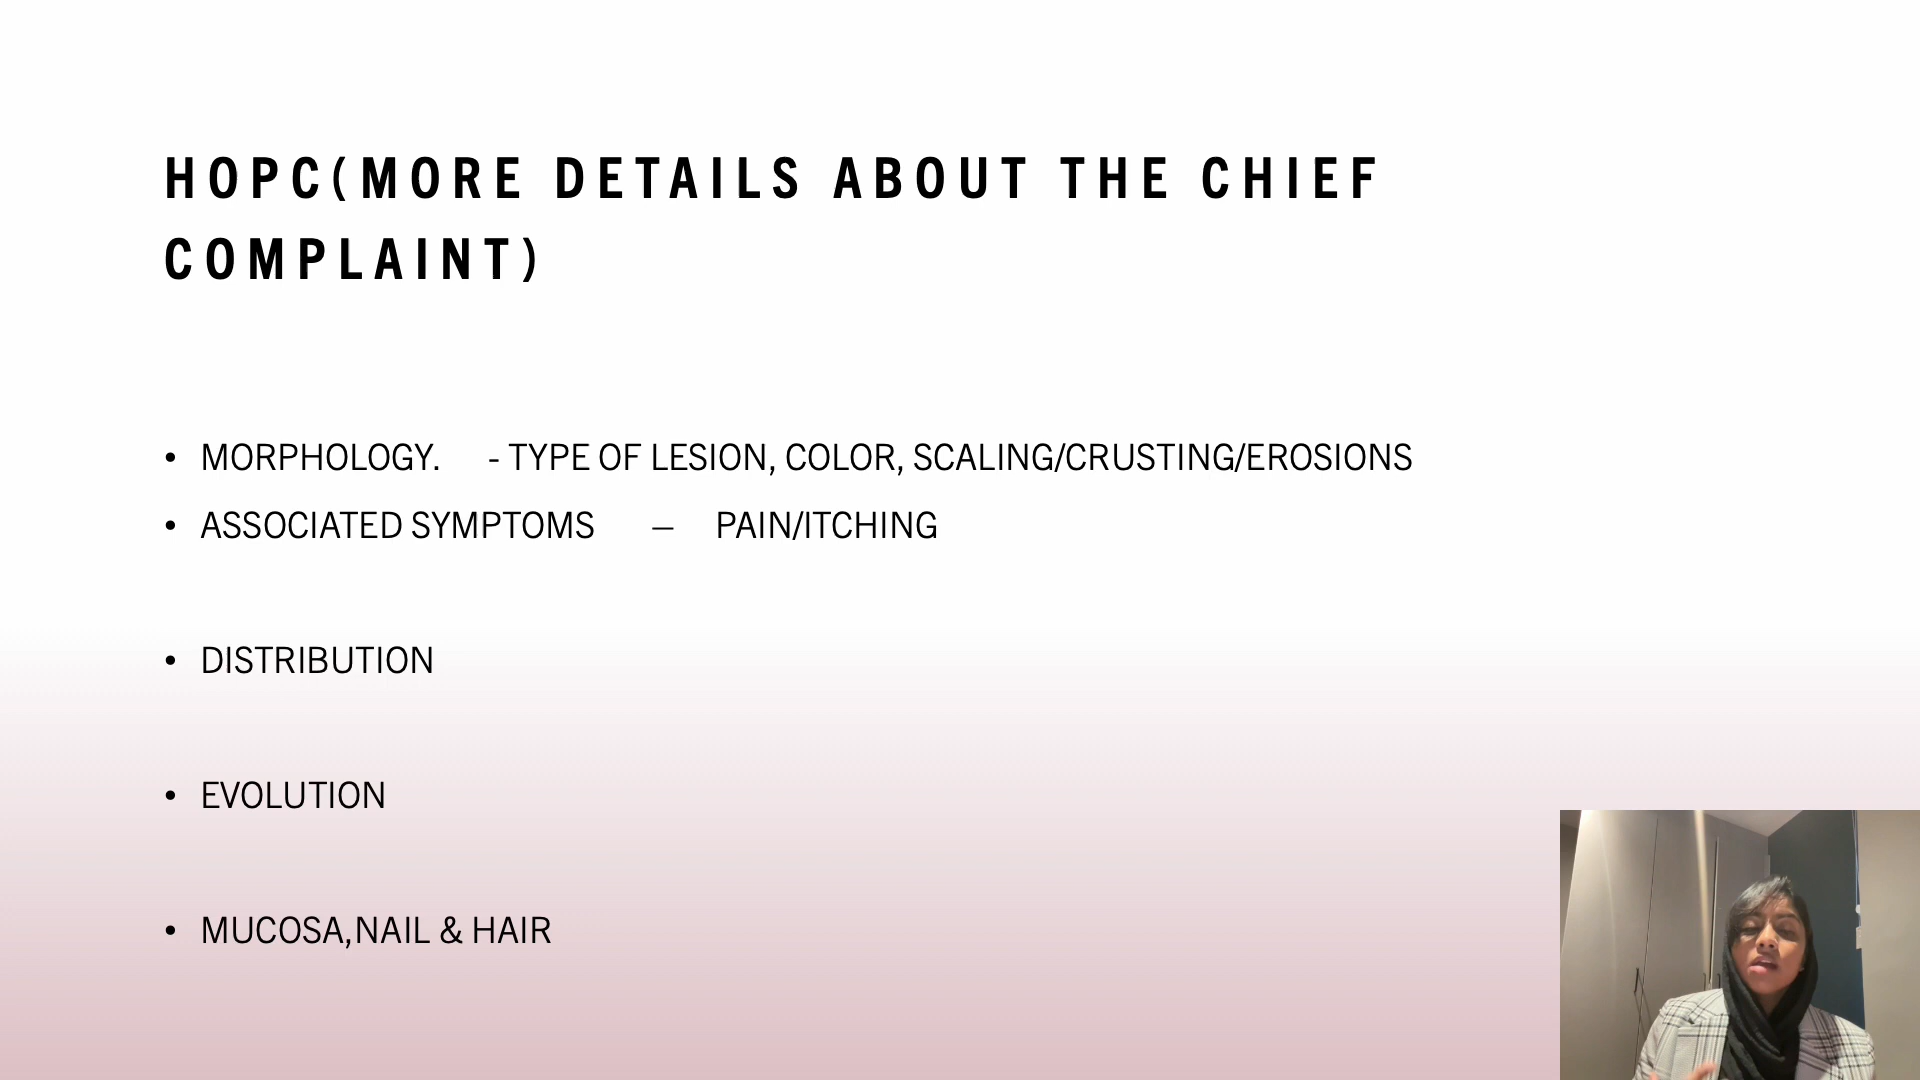 HOPC(MORE DETAILS ABOUT THE CHIEF
COMPLAINT)
• MORPHOLOGY. - TYPE OF LESION, COLOR, SCALING/CRUSTING/EROSIONS
• ASSOCIATED SYMPTOMS – PAIN/ITCHING
• DISTRIBUTION
• EVOLUTION
• MUCOSA,NAIL & HAIR